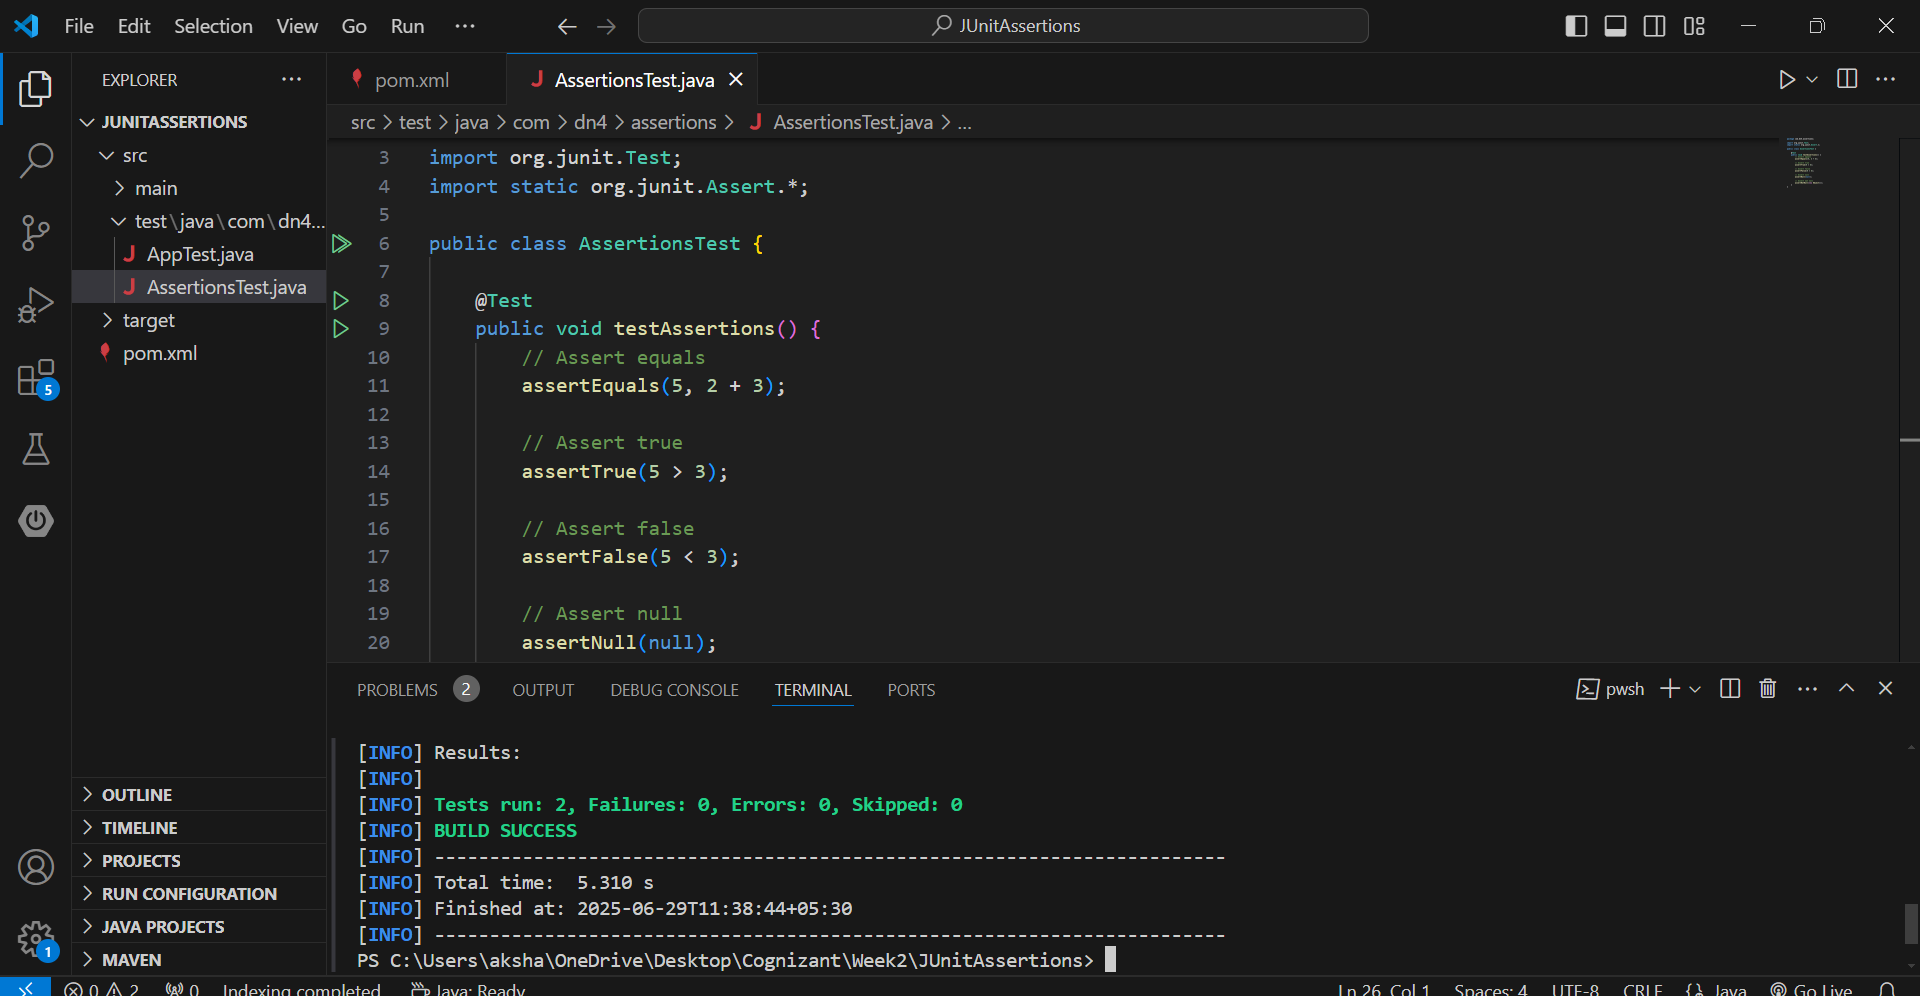 File Edit Selection View Go Run ···
JUnitAssertions
EXPLORER
JUNITASSERTIONS
src
main
test\java\com\dn4...
AppTest.java
AssertionsTest.java
target
pom.xml
OUTLINE
TIMELINE
PROJECTS
RUN CONFIGURATION
JAVA PROJECTS
MAVEN
5
1
pom.xml
AssertionsTest.java
src > test > java > com > dn4 > assertions > AssertionsTest.java > ...
3 import org.junit.Test;
4 import static org.junit.Assert.*;
5
6 public class AssertionsTest {
7
8 @Test
9 public void testAssertions() {
10 // Assert equals
11 assertEquals(5, 2 + 3);
12
13 // Assert true
14 assertTrue(5 > 3);
15
16 // Assert false
17 assertFalse(5 < 3);
18
19 // Assert null
20 assertNull(null);
PROBLEMS 2 OUTPUT DEBUG CONSOLE TERMINAL PORTS
pwsh
[INFO] Results:
[INFO]
[INFO] Tests run: 2, Failures: 0, Errors: 0, Skipped: 0
[INFO] BUILD SUCCESS
[INFO] ------------------------------------------------------------------------
[INFO] Total time:  5.310 s
[INFO] Finished at: 2025-06-29T11:38:44+05:30
[INFO] ------------------------------------------------------------------------
PS C:\Users\aksha\OneDrive\Desktop\Cognizant\Week2\JUnitAssertions>
0 2 0 Indexing completed Java: Ready Ln 26, Col 1 Spaces: 4 UTF-8 CRLF {} Java Go Live